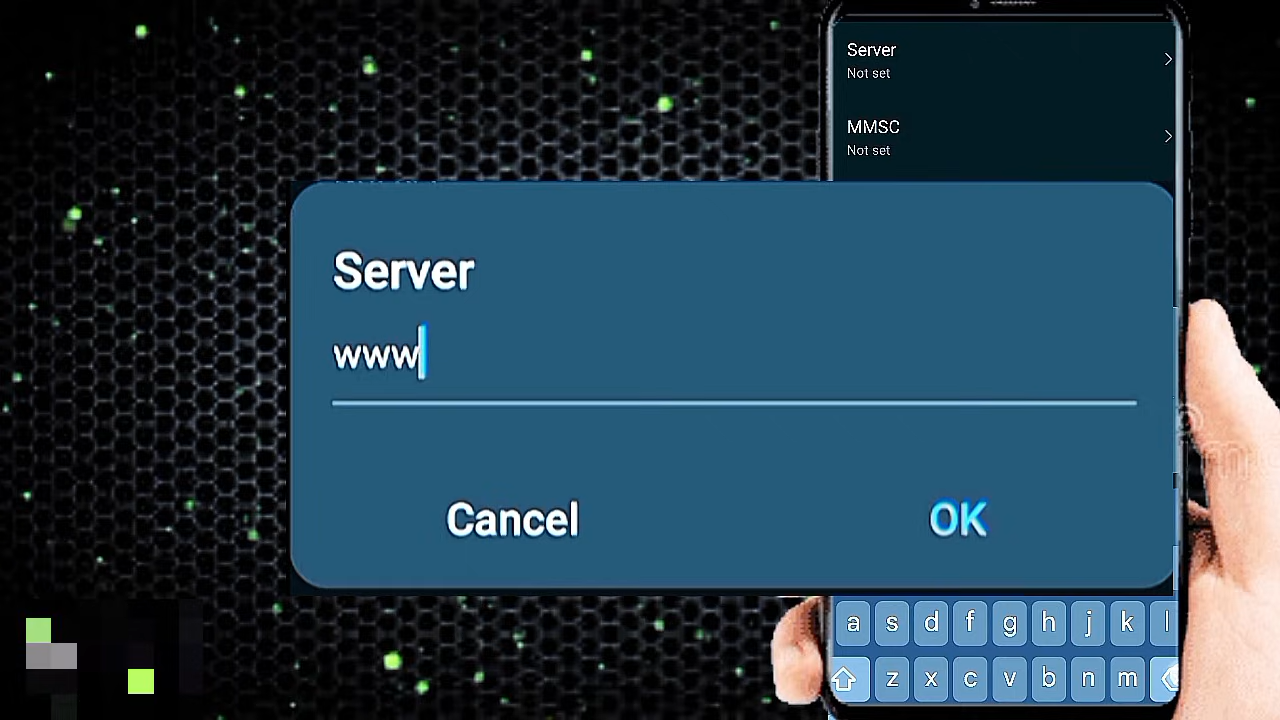 Server
Not set
MMSC
Not set
Server
www
Cancel
OK
a s d f g h j k l
z x c v b n m